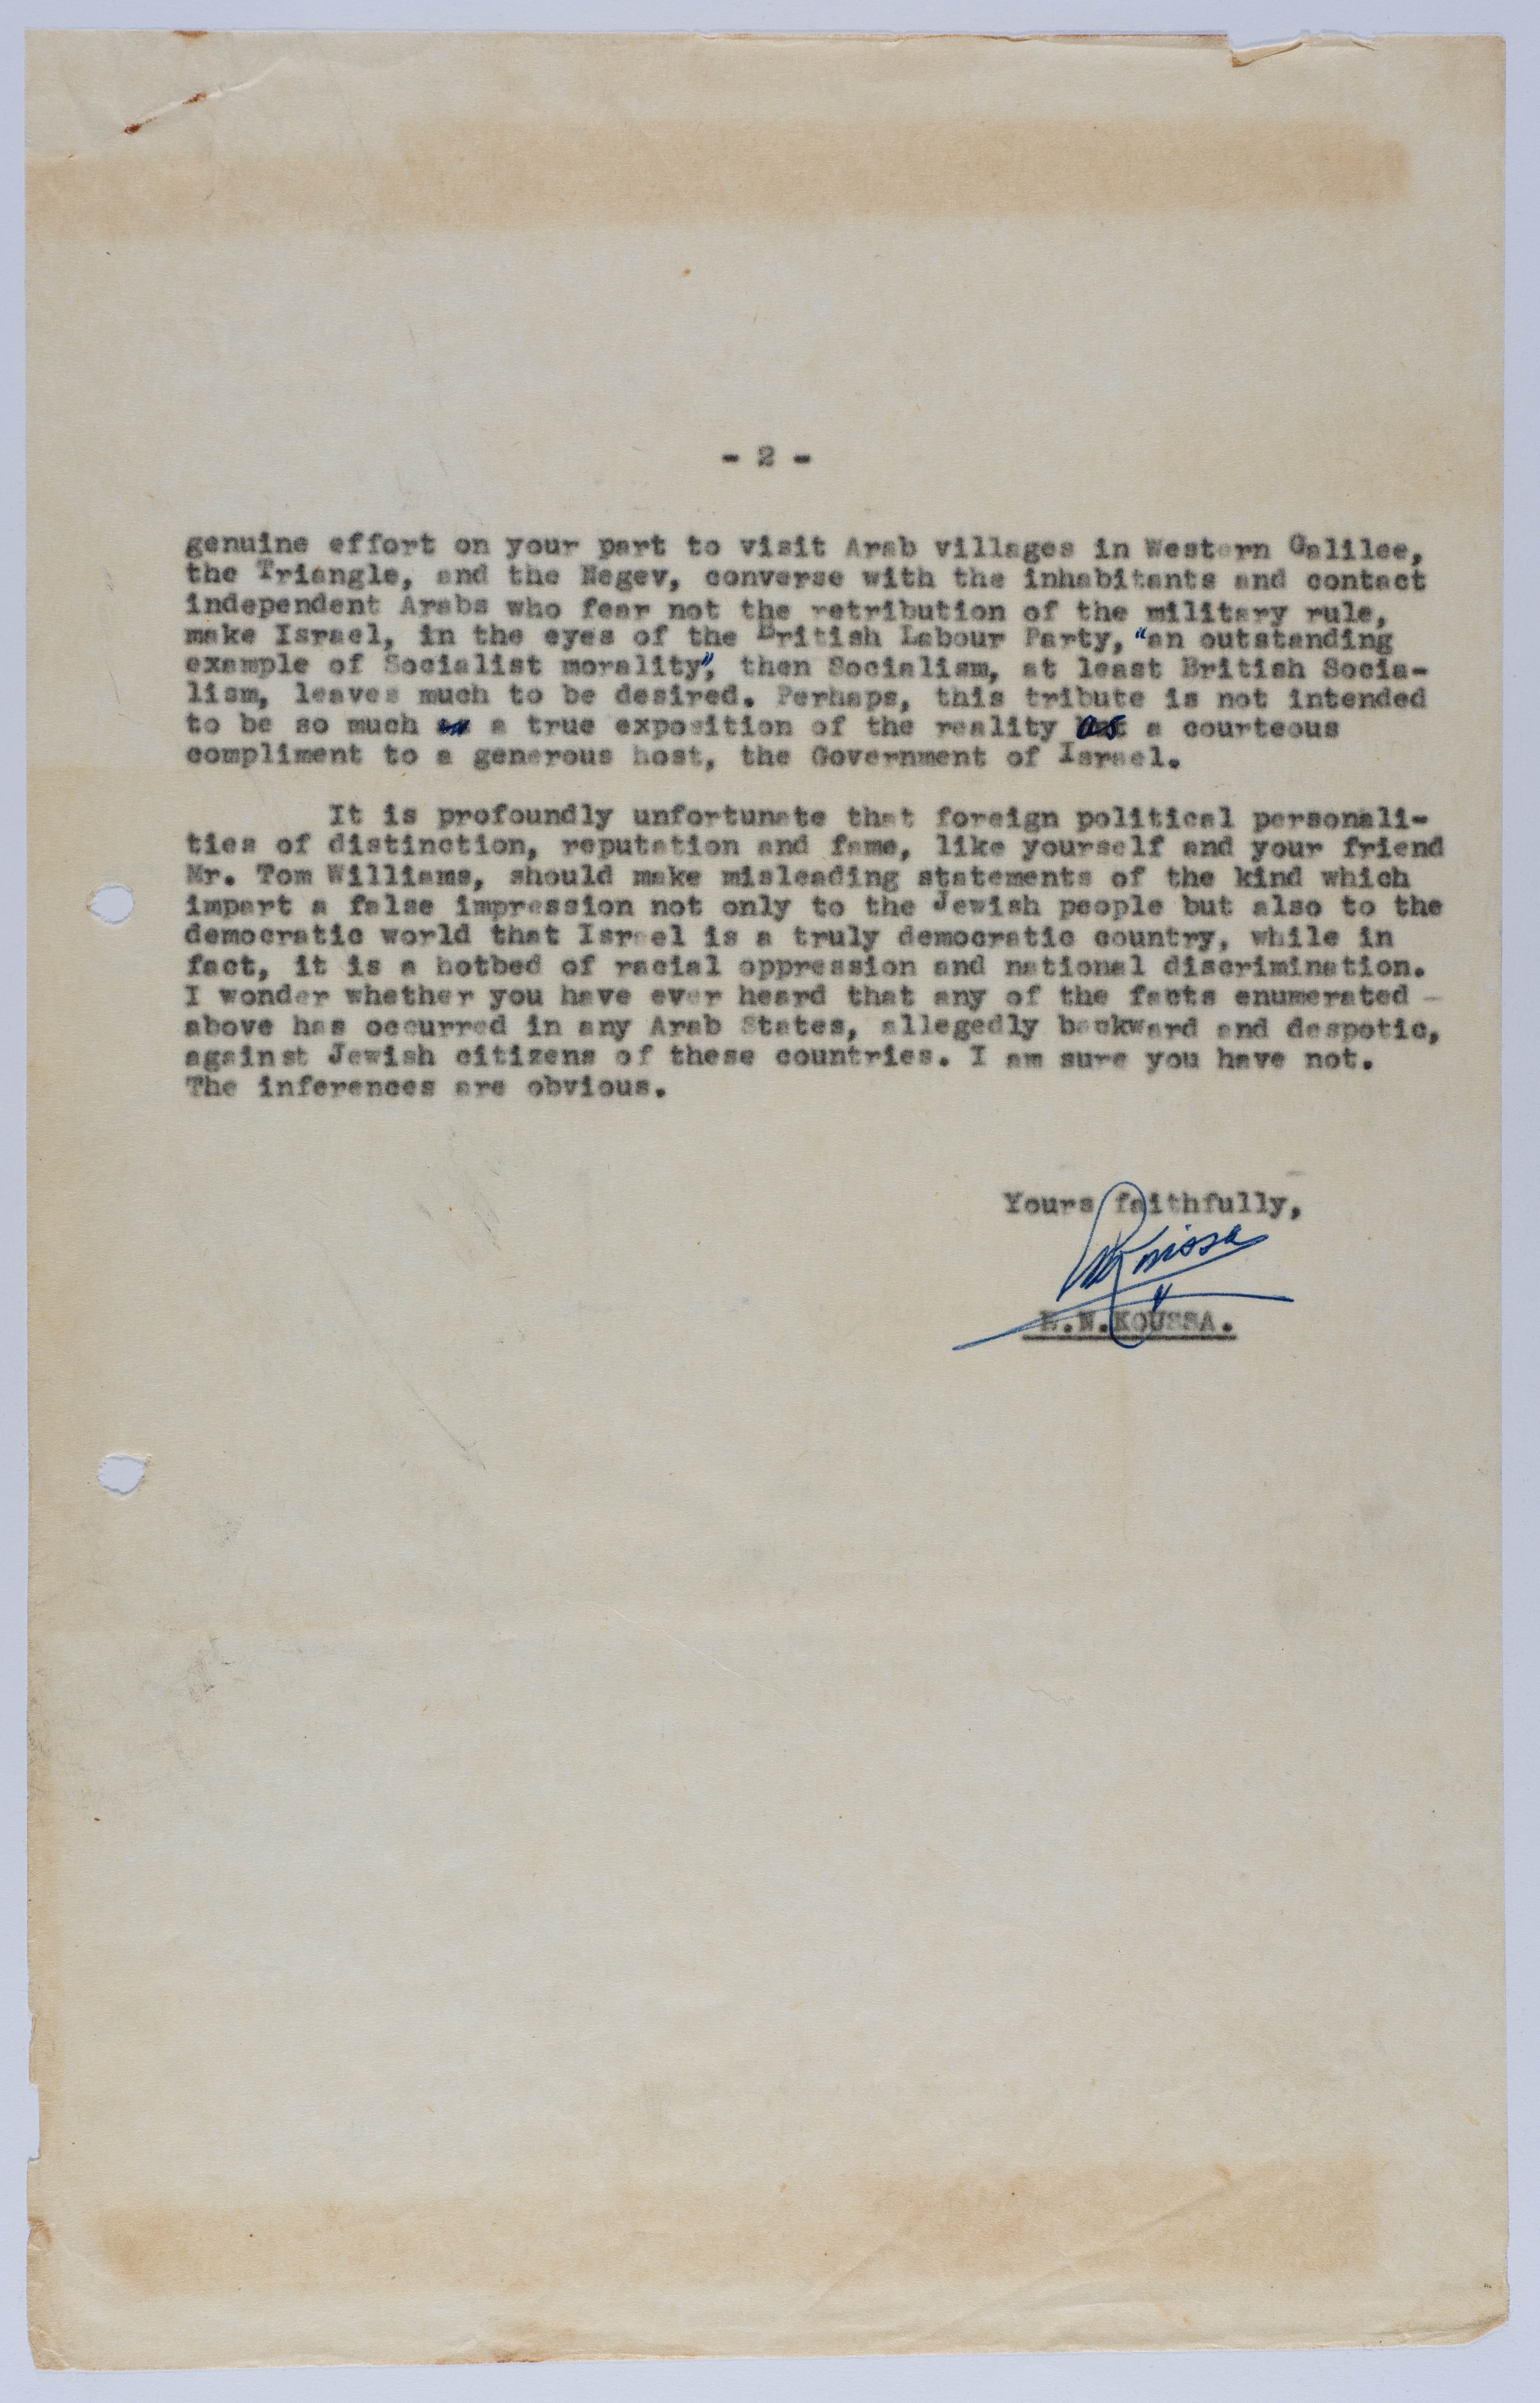 - 2 -
genuine effort on your part to visit Arab villages in Western Galilee,
the Triangle, and the Negev, converse with the inhabitants and contact
independent Arabs who fear not the retribution of the military rule,
make Israel, in the eyes of the British Labour Party, "an outstanding
example of Socialist morality", then Socialism, at least British Socia-
lism, leaves much to be desired. Perhaps, this tribute is not intended
to be so much a true exposition of the reality as a courteous
compliment to a generous host, the Government of Israel.
It is profoundly unfortunate that foreign political personali-
ties of distinction, reputation and fame, like yourself and your friend
Mr. Tom Williams, should make misleading statements of the kind which
impart a false impression not only to the Jewish people but also to the
democratic world that Israel is a truly democratic country, while in
fact, it is a hotbed of racial oppression and national discrimination.
I wonder whether you have ever heard that any of the facts enumerated
above has occurred in any Arab States, allegedly backward and despotic,
against Jewish citizens of these countries. I am sure you have not.
The inferences are obvious.
Yours faithfully,
E.N.KOUSSA.